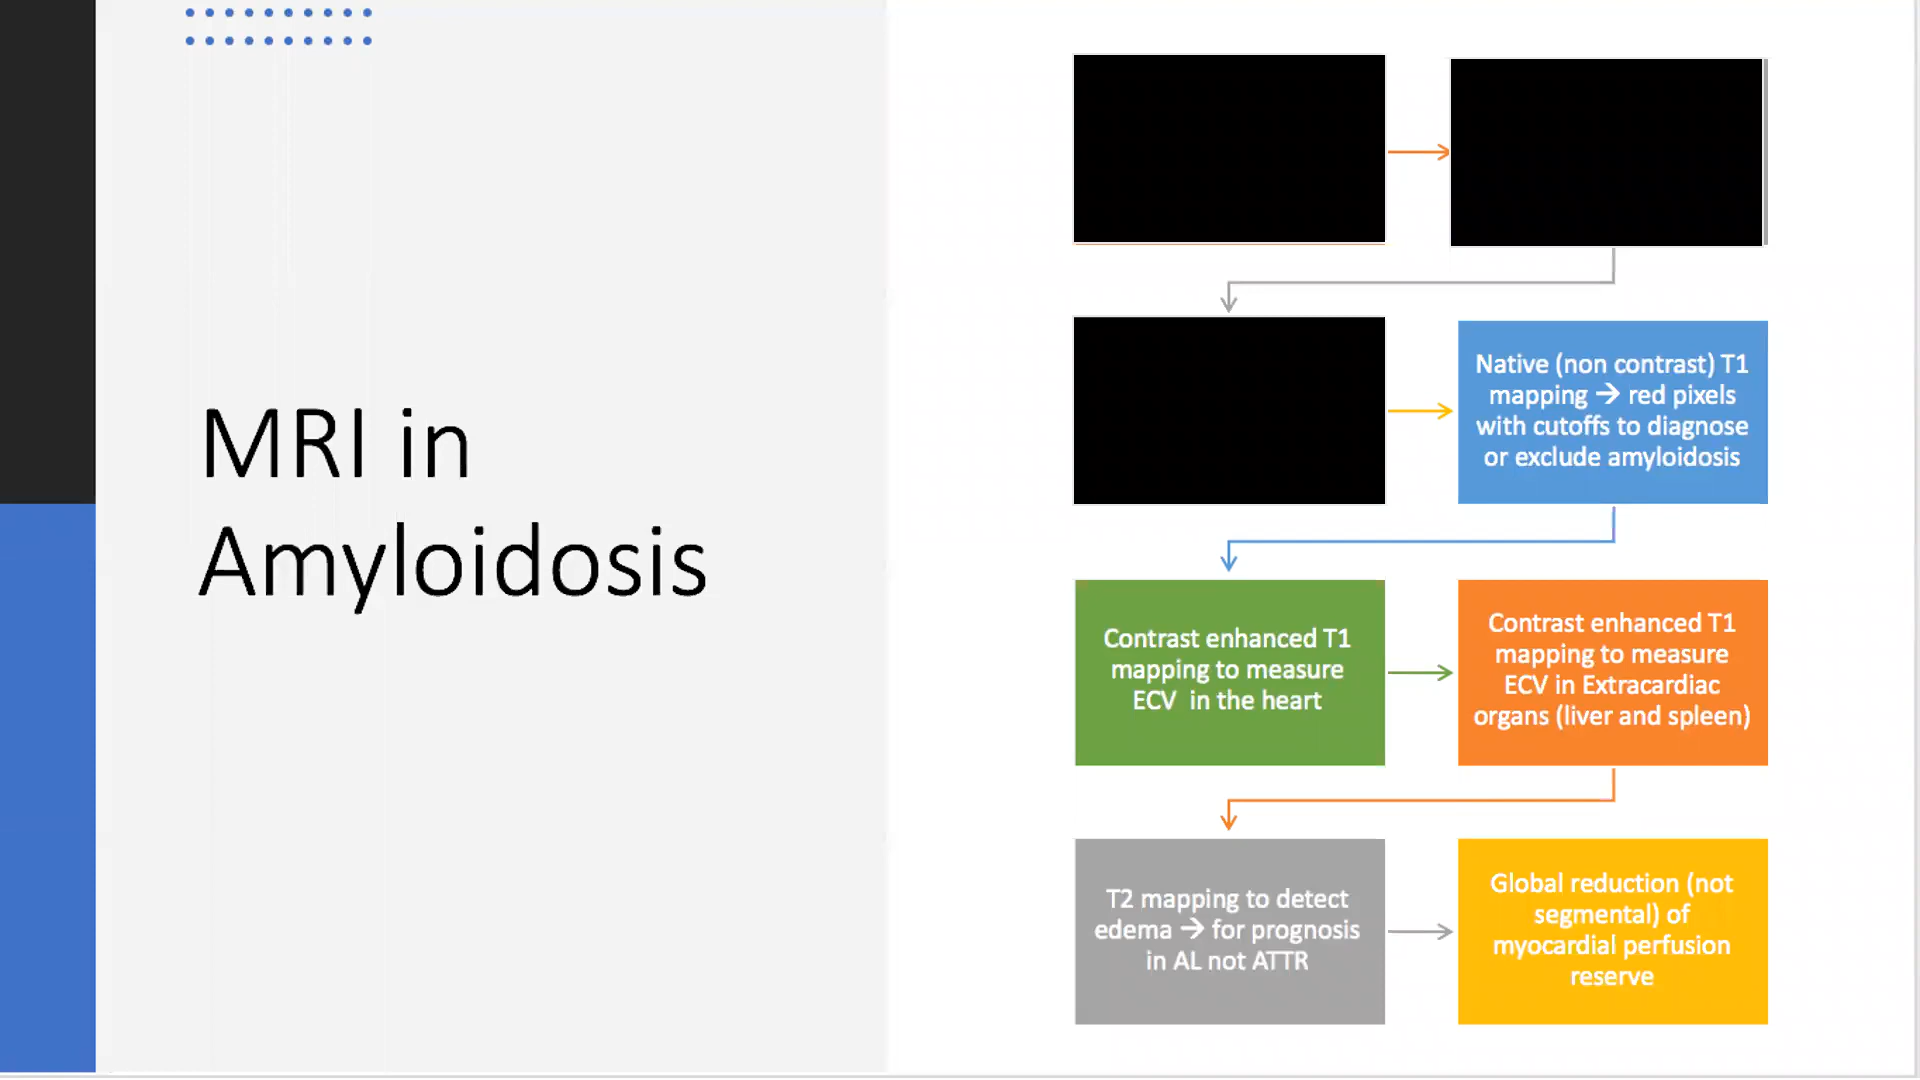 MRI in
Amyloidosis
Native (non contrast) T1
mapping → red pixels
with cutoffs to diagnose
or exclude amyloidosis
Contrast enhanced T1
mapping to measure
ECV in the heart
Contrast enhanced T1
mapping to measure
ECV in Extracardiac
organs (liver and spleen)
T2 mapping to detect
edema → for prognosis
in AL not ATTR
Global reduction (not
segmental) of
myocardial perfusion
reserve